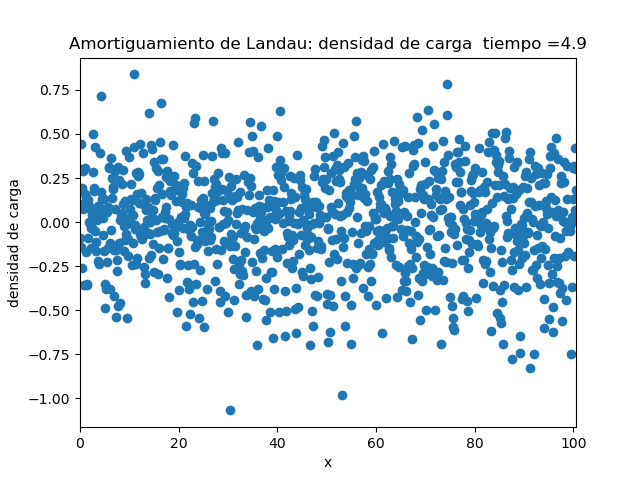 Amortiguamiento de Landau: densidad de carga  tiempo =4.9
densidad de carga
0.75
0.50
0.25
0.00
−0.25
−0.50
−0.75
−1.00
0 20 40 60 80 100
x